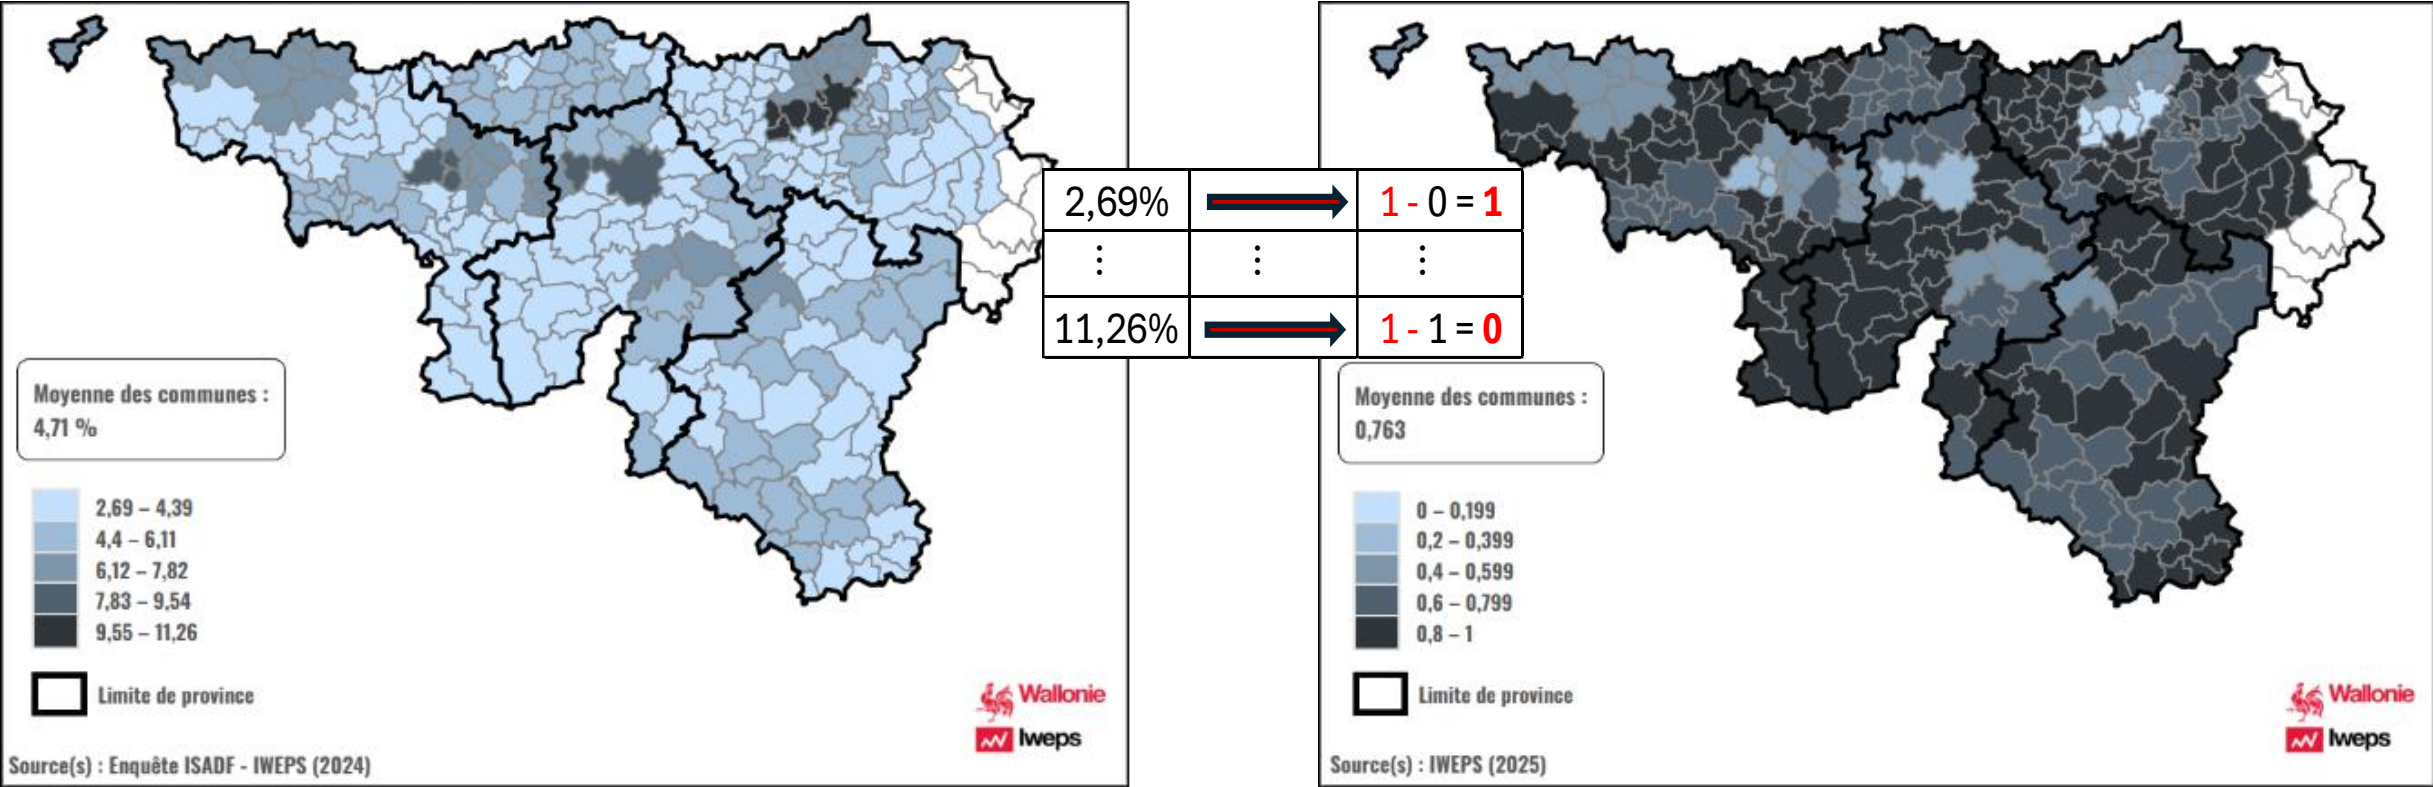 Moyenne des communes :
4,71 %
2,69 – 4,39
4,4 – 6,11
6,12 – 7,82
7,83 – 9,54
9,55 – 11,26
Limite de province
Wallonie
Iweps
Source(s) : Enquête ISADF - IWEPS (2024)
2,69% 1 - 0 = 1
⋮ ⋮ ⋮
11,26% 1 - 1 = 0
Moyenne des communes :
0,763
0 – 0,199
0,2 – 0,399
0,4 – 0,599
0,6 – 0,799
0,8 – 1
Limite de province
Wallonie
Iweps
Source(s) : IWEPS (2025)